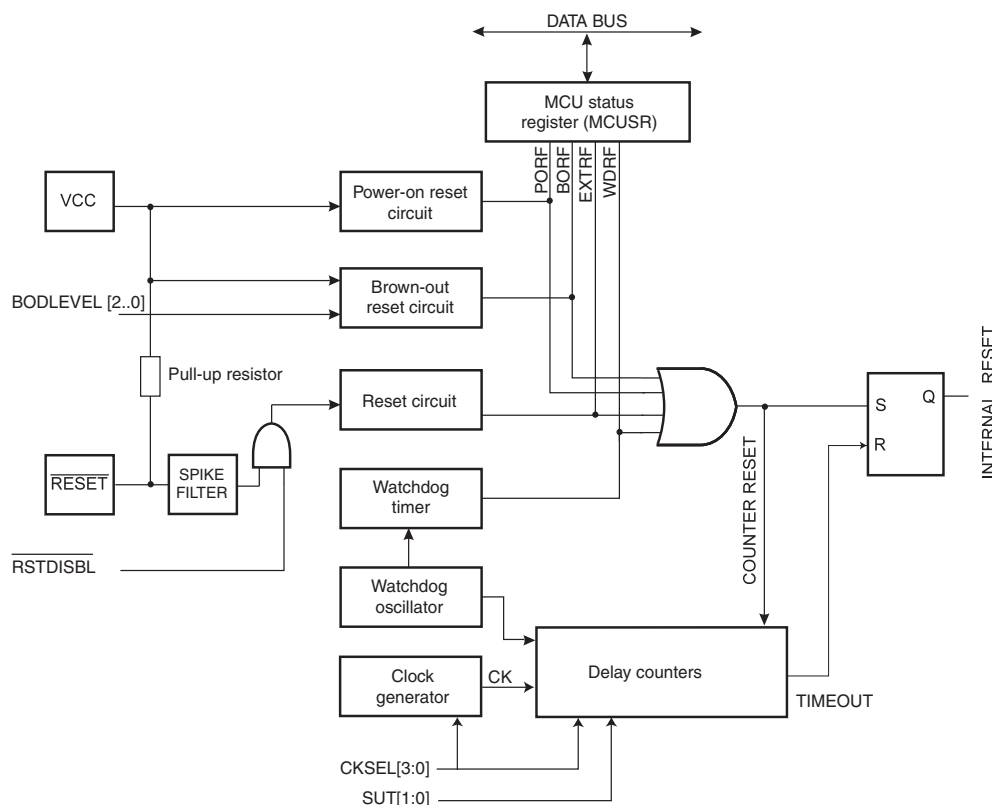 DATA BUS
MCU status
register (MCUSR)
PORF
BORF
EXTRF
WDRF
VCC
Power-on reset
circuit
BODLEVEL [2..0]
Brown-out
reset circuit
Pull-up resistor
Reset circuit
RESET
SPIKE
FILTER
RSTDISBL
Watchdog
timer
Watchdog
oscillator
Clock
generator
CK
Delay counters
COUNTER RESET
S
R
Q
INTERNAL RESET
TIMEOUT
CKSEL[3:0]
SUT[1:0]